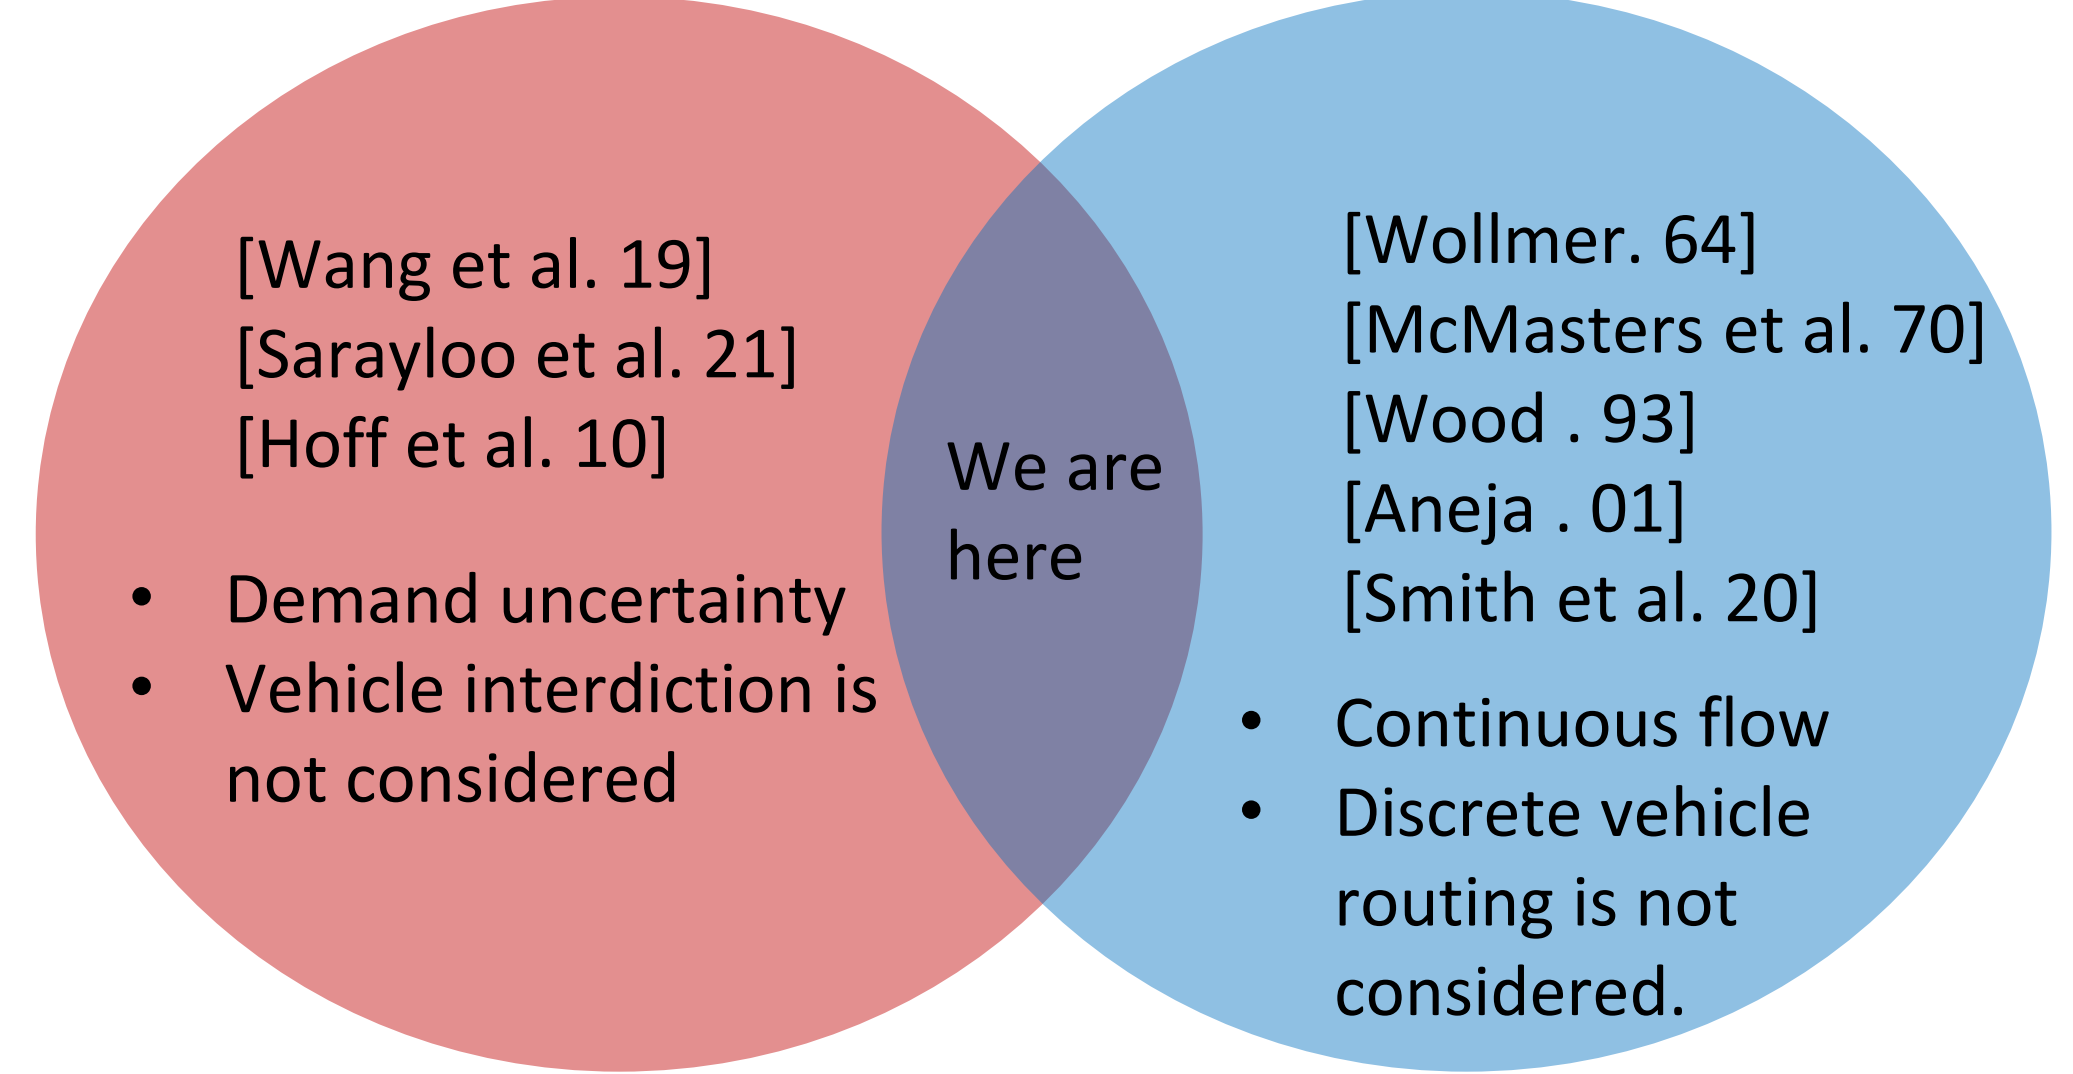 [Wang et al. 19]
[Sarayloo et al. 21]
[Hoff et al. 10]
• Demand uncertainty
• Vehicle interdiction is
not considered
We are
here
[Wollmer. 64]
[McMasters et al. 70]
[Wood . 93]
[Aneja . 01]
[Smith et al. 20]
• Continuous flow
• Discrete vehicle
routing is not
considered.